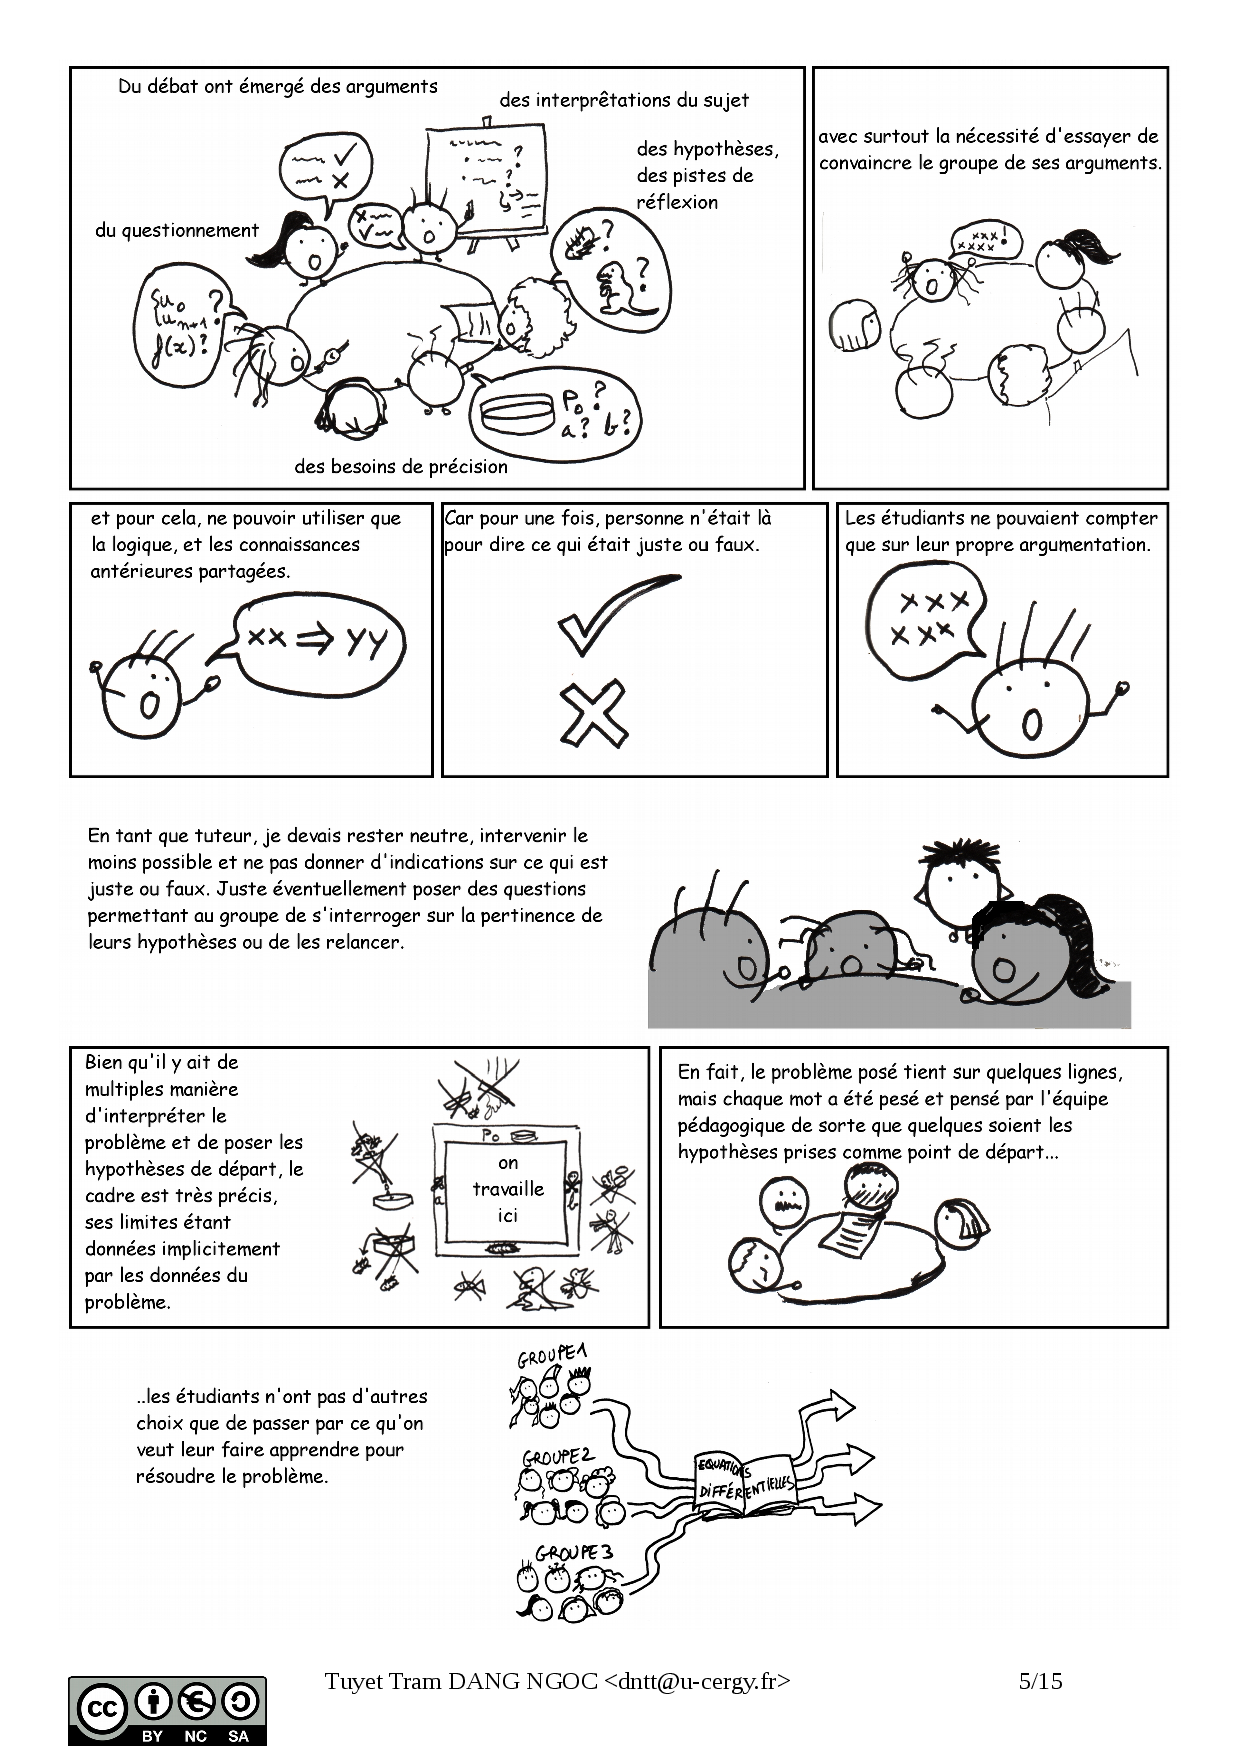 Du débat ont émergé des arguments
des interprêtations du sujet
des hypothèses,
des pistes de
réflexion
du questionnement
?
?
?
?
Su₀ ?
lu n+1
f(x)?
P₀?
a? b?
des besoins de précision
avec surtout la nécessité d'essayer de
convaincre le groupe de ses arguments.
xxx!
xxxx
et pour cela, ne pouvoir utiliser que
la logique, et les connaissances
antérieures partagées.
xx ⇒ yy
Car pour une fois, personne n'était là
pour dire ce qui était juste ou faux.
Les étudiants ne pouvaient compter
que sur leur propre argumentation.
xxx
xxx
En tant que tuteur, je devais rester neutre, intervenir le
moins possible et ne pas donner d'indications sur ce qui est
juste ou faux. Juste éventuellement poser des questions
permettant au groupe de s'interroger sur la pertinence de
leurs hypothèses ou de les relancer.
Bien qu'il y ait de
multiples manière
d'interpréter le
problème et de poser les
hypothèses de départ, le
cadre est très précis,
ses limites étant
données implicitement
par les données du
problème.
Po
a
b
on
travaille
ici
En fait, le problème posé tient sur quelques lignes,
mais chaque mot a été pesé et pensé par l'équipe
pédagogique de sorte que quelques soient les
hypothèses prises comme point de départ...
..les étudiants n'ont pas d'autres
choix que de passer par ce qu'on
veut leur faire apprendre pour
résoudre le problème.
GROUPE1
GROUPE2
GROUPE3
EQUATIONS
DIFFÉRENTIELLES
Tuyet Tram DANG NGOC <dntt@u-cergy.fr>
5/15
cc
BY NC SA